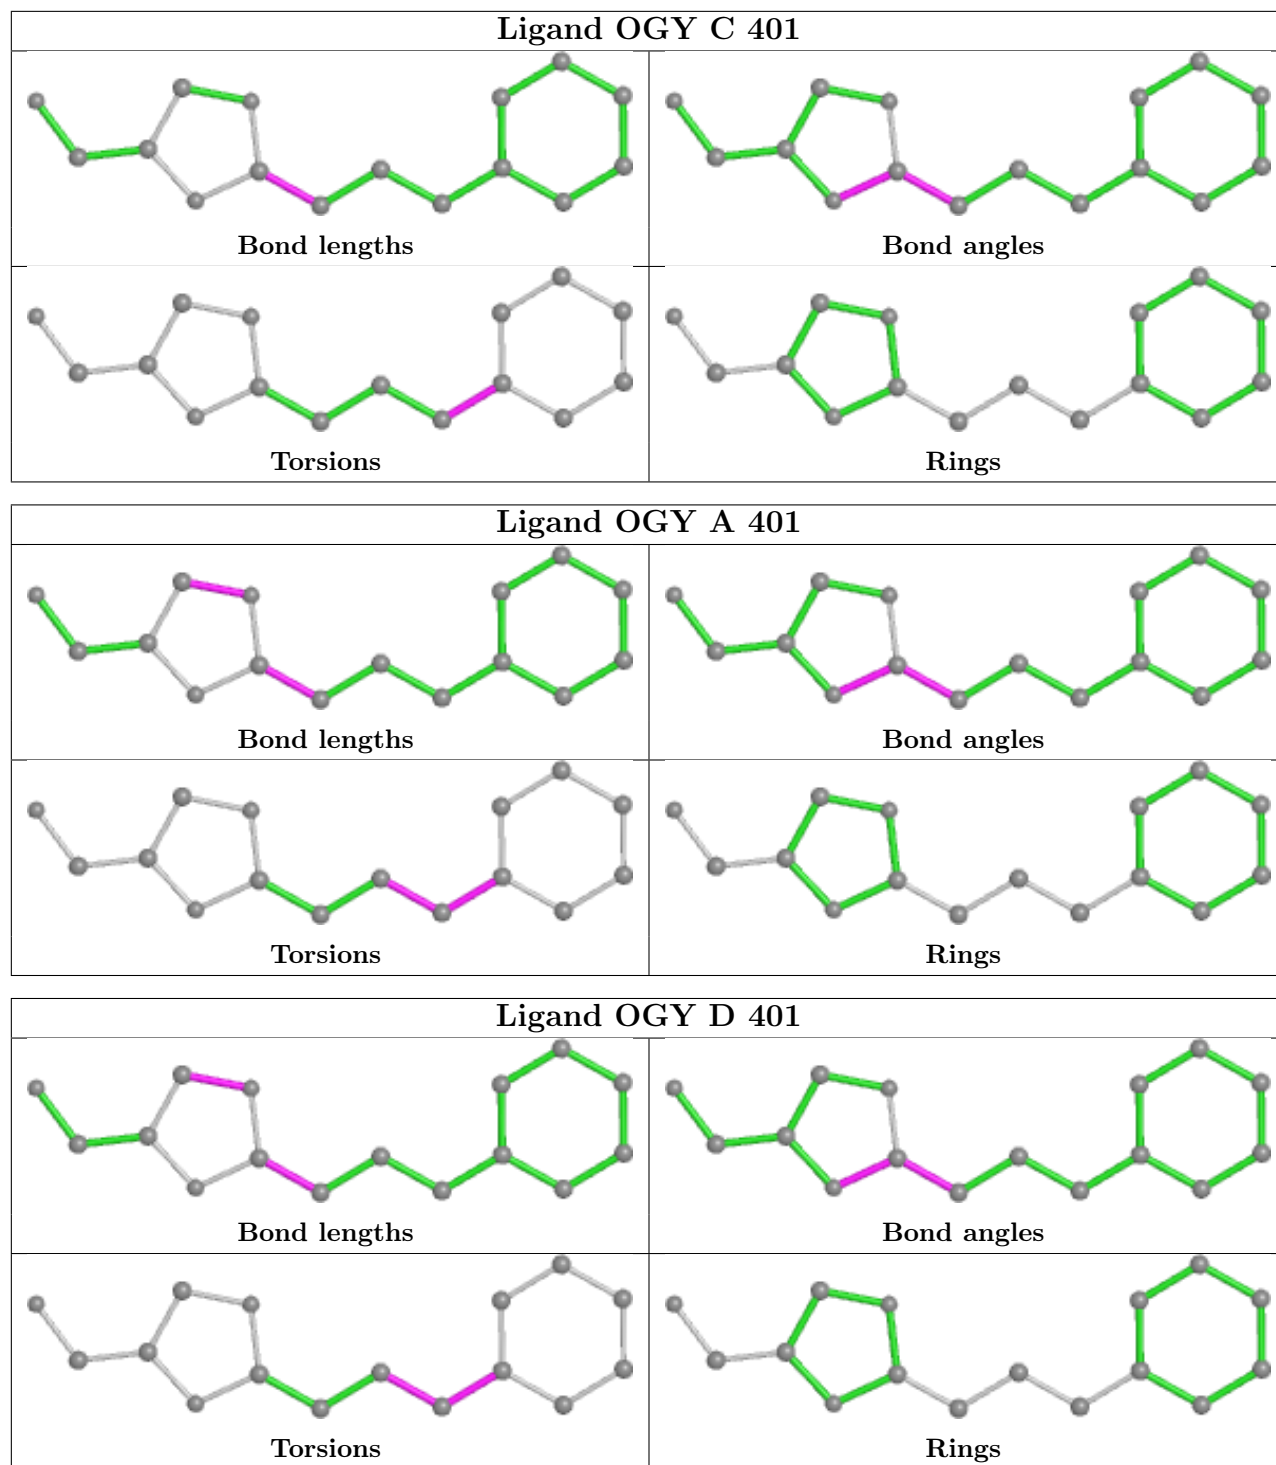 Ligand OGY C 401
Bond lengths
Bond angles
Torsions
Rings
Ligand OGY A 401
Bond lengths
Bond angles
Torsions
Rings
Ligand OGY D 401
Bond lengths
Bond angles
Torsions
Rings